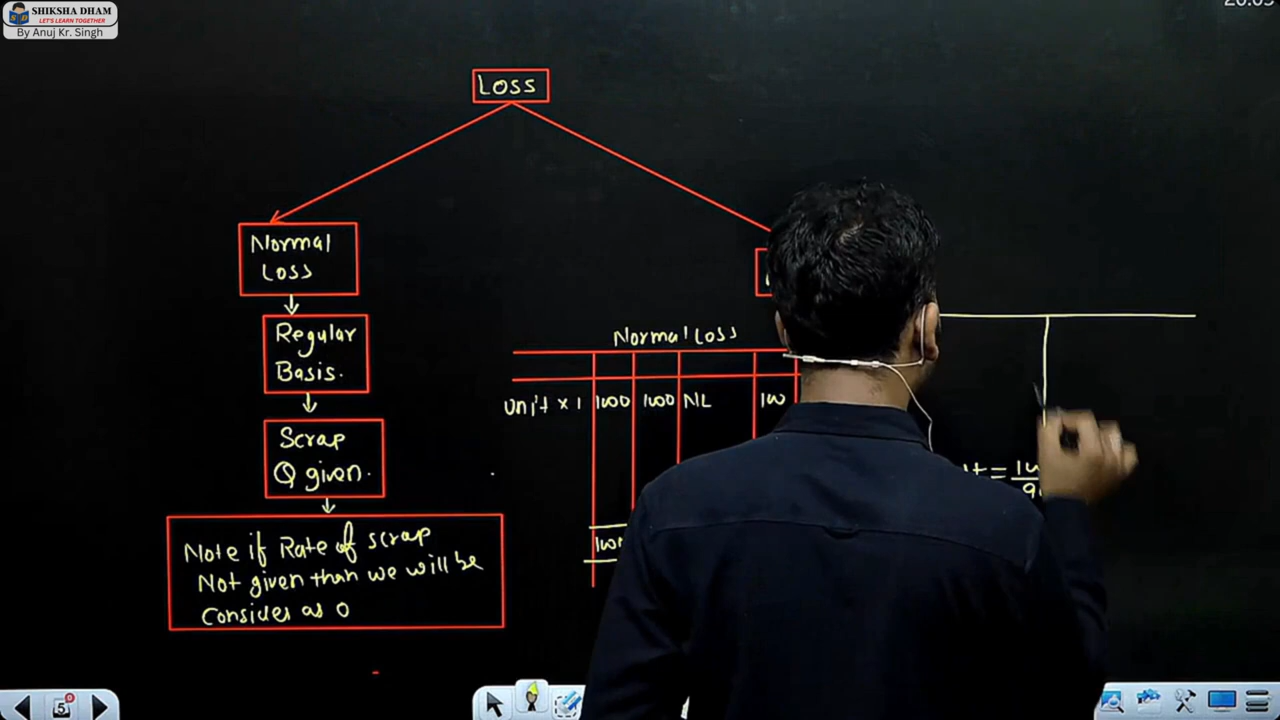 SHIKSHA DHAM
LET'S LEARN TOGETHER
By Anuj Kr. Singh
Loss
Normal
Loss
Regular
Basis.
Scrap
Q given.
Note if Rate of scrap
Not given than we will be
Consider as 0
Normal Loss
Unit x 1 1000 1000 NL 100
5